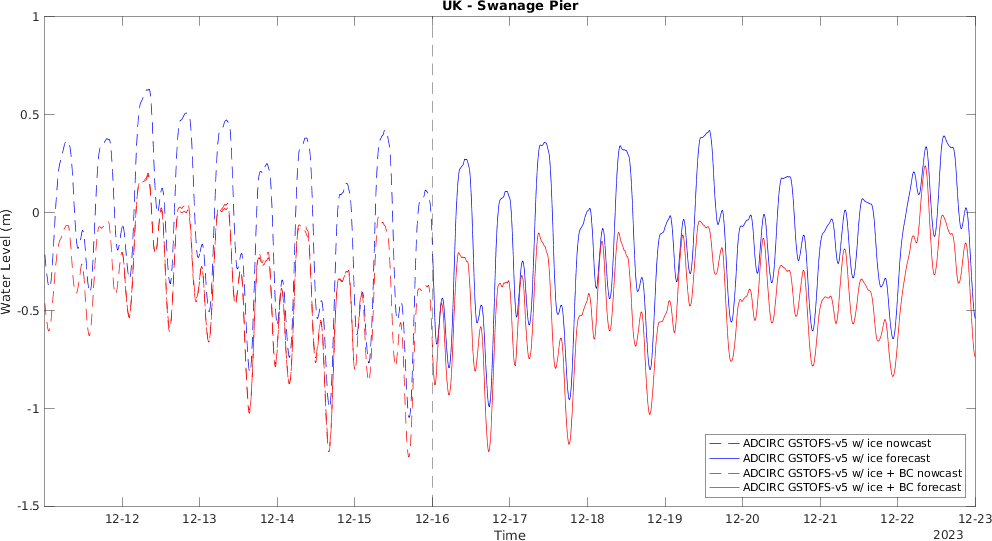 UK - Swanage Pier
1
0.5
0
-0.5
-1
-1.5
Water Level (m)
12-12
12-13
12-14
12-15
12-16
12-17
12-18
12-19
12-20
12-21
12-22
12-23
Time
2023
ADCIRC GSTOFS-v5 w/ ice nowcast
ADCIRC GSTOFS-v5 w/ ice forecast
ADCIRC GSTOFS-v5 w/ ice + BC nowcast
ADCIRC GSTOFS-v5 w/ ice + BC forecast